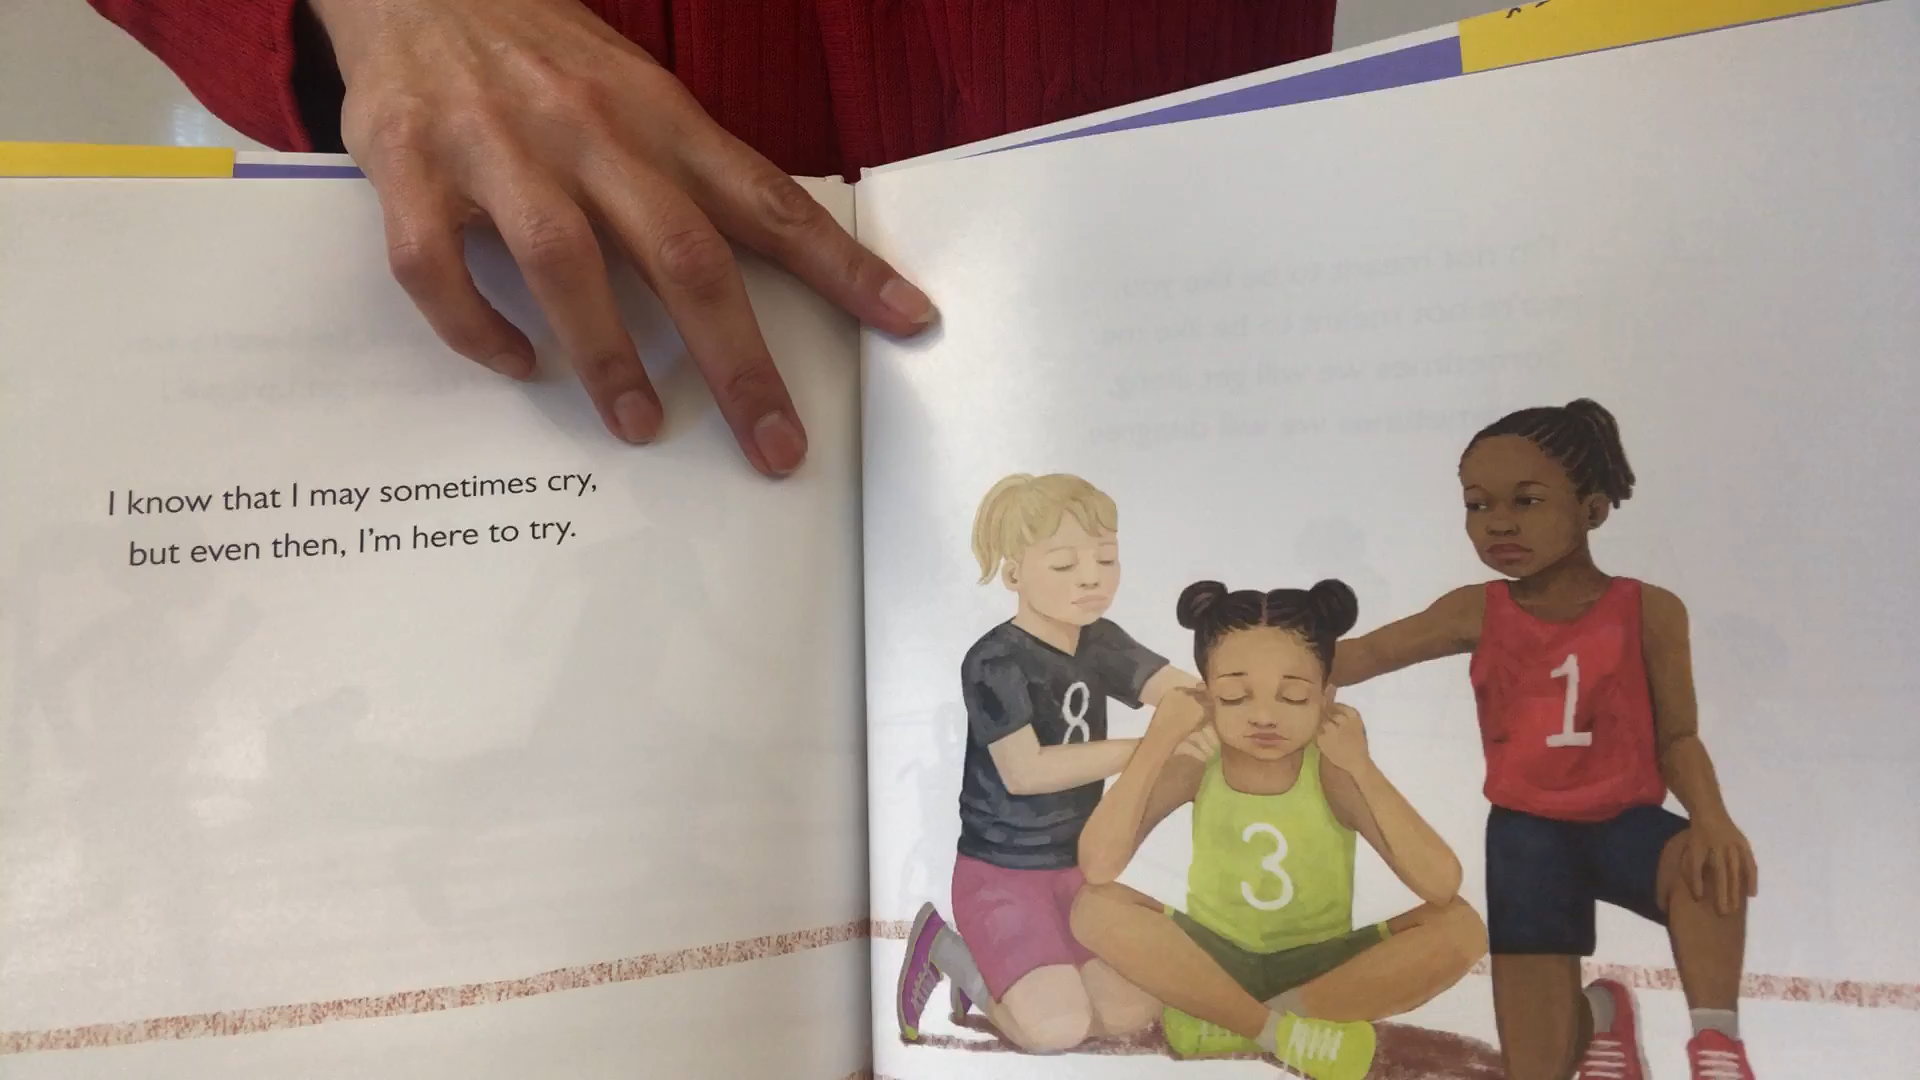 I know that I may sometimes cry,
but even then, I'm here to try.
8
3
1